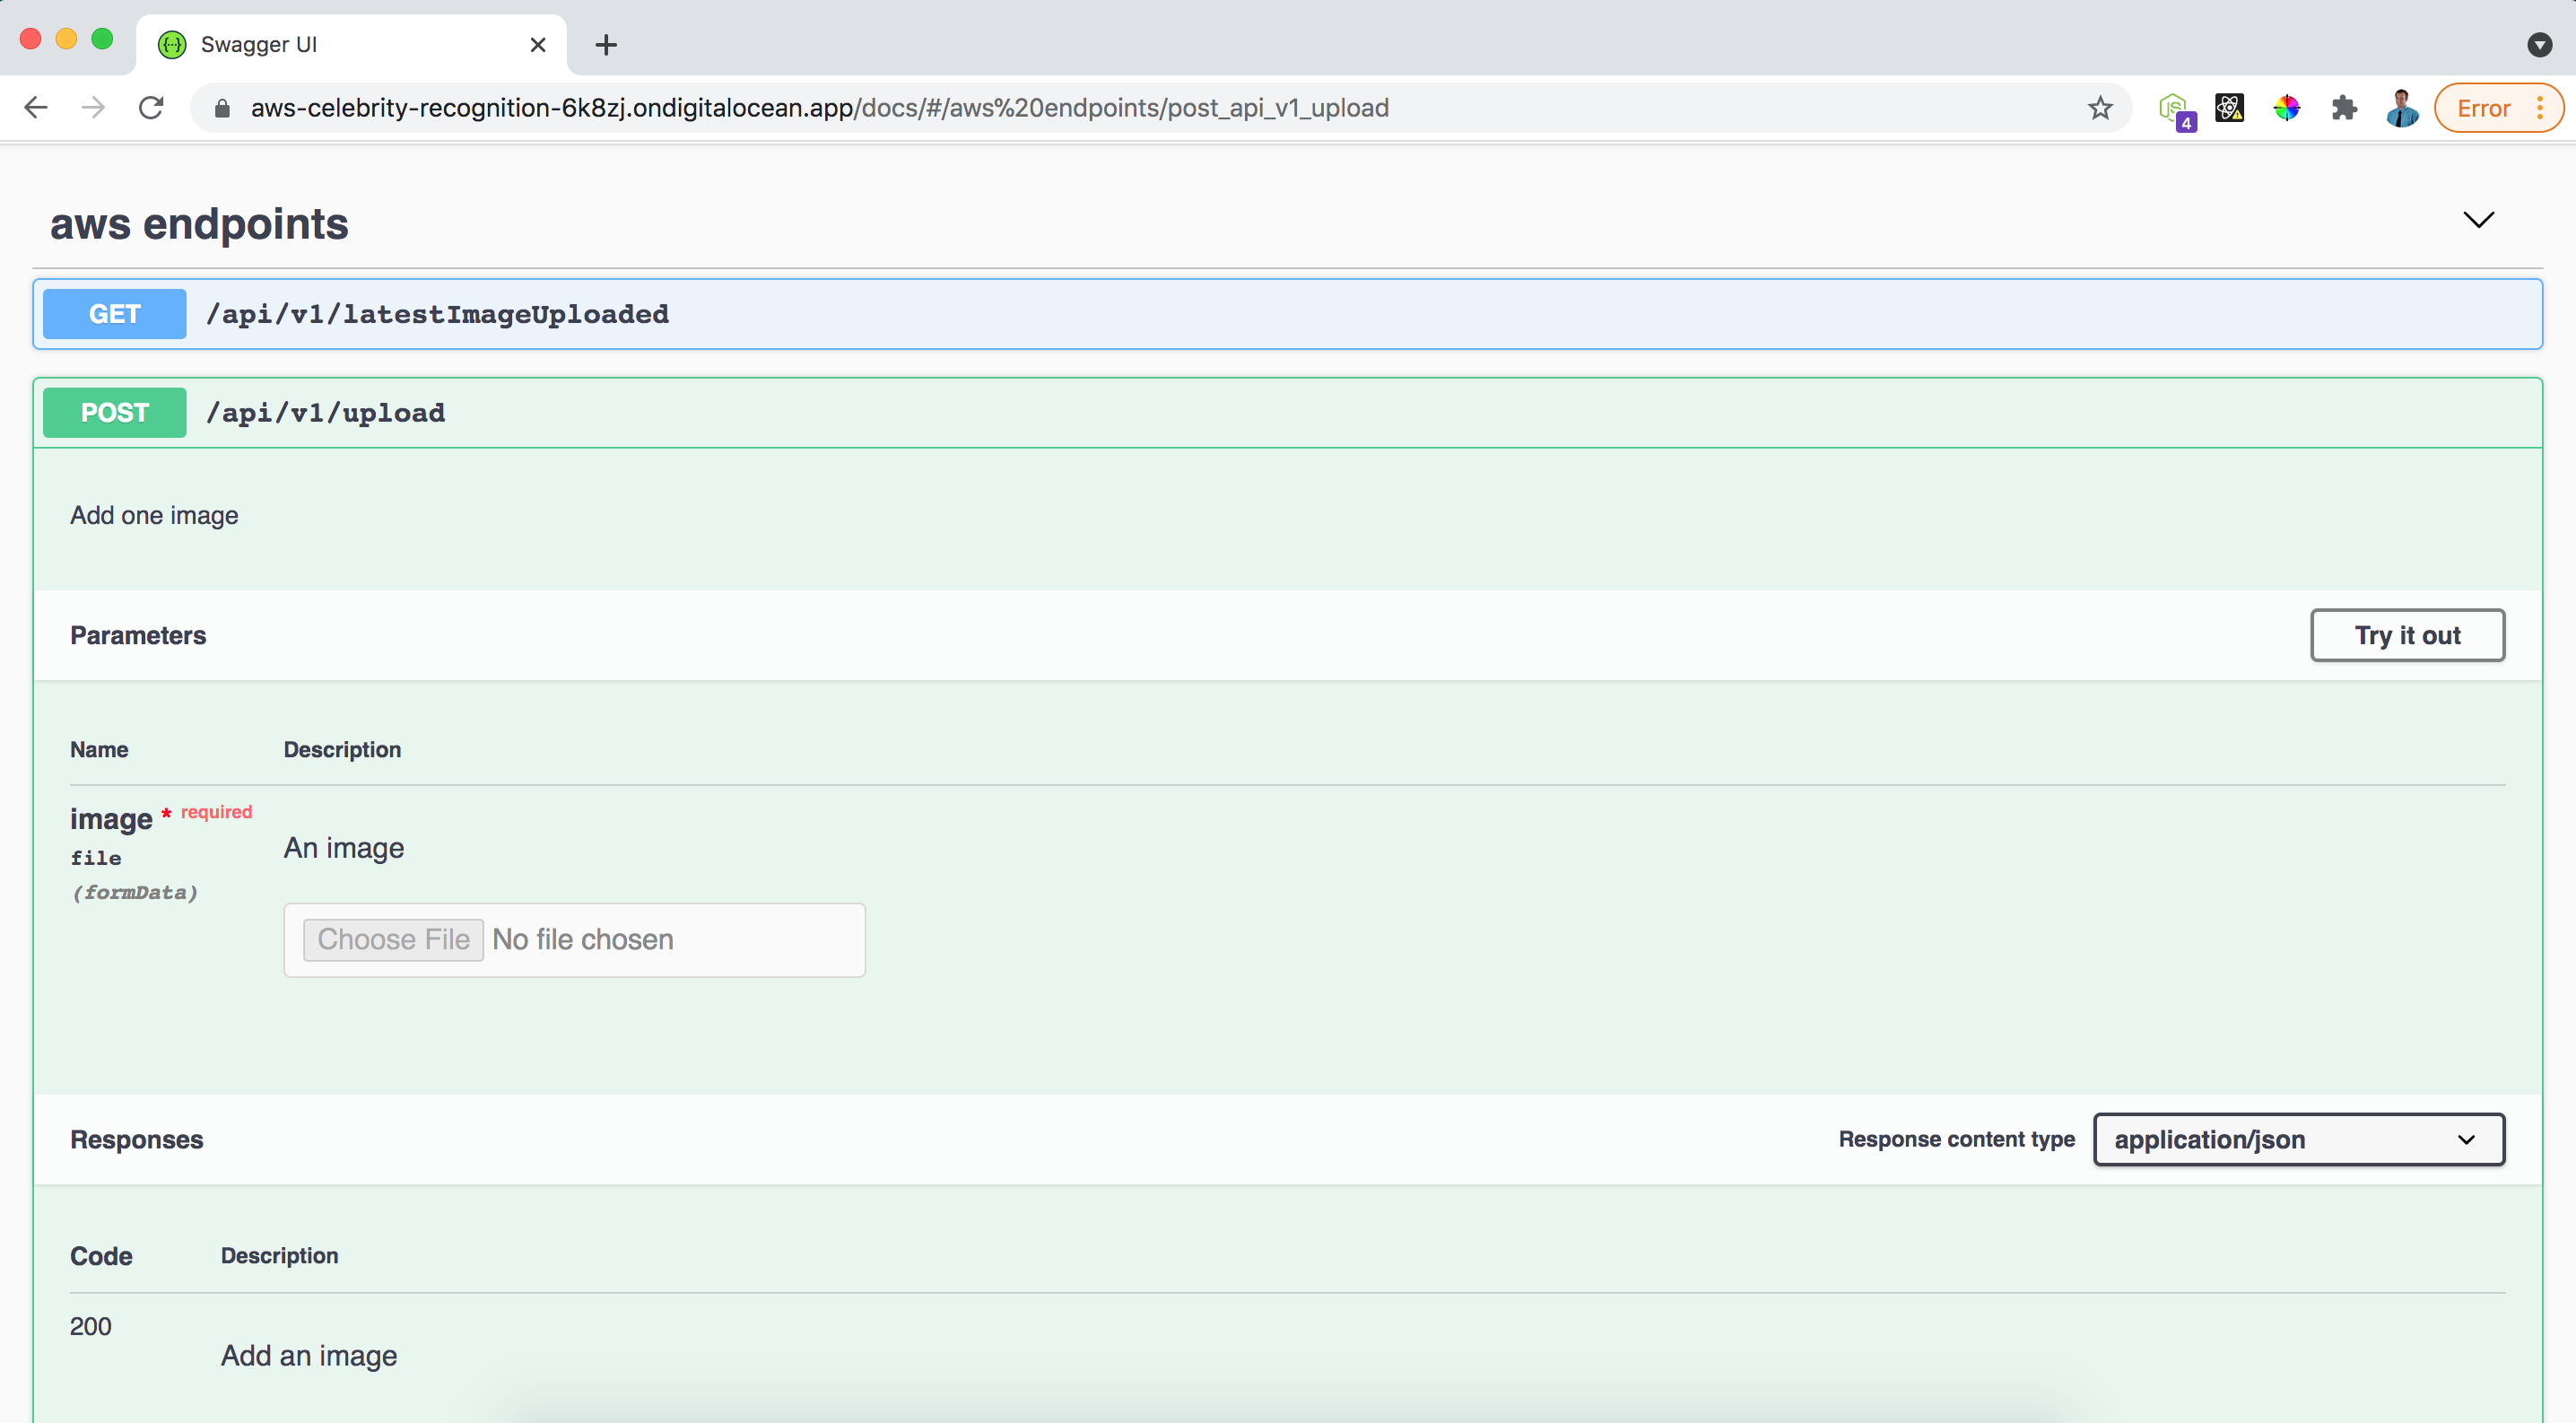 Swagger UI
aws-celebrity-recognition-6k8zj.ondigitalocean.app/docs/#/aws%20endpoints/post_api_v1_upload
4
Error
aws endpoints
GET /api/v1/latestImageUploaded
POST /api/v1/upload
Add one image
Parameters Try it out
Name Description
image * required
file
(formData)
An image
Choose File No file chosen
Responses Response content type application/json
Code Description
200
Add an image